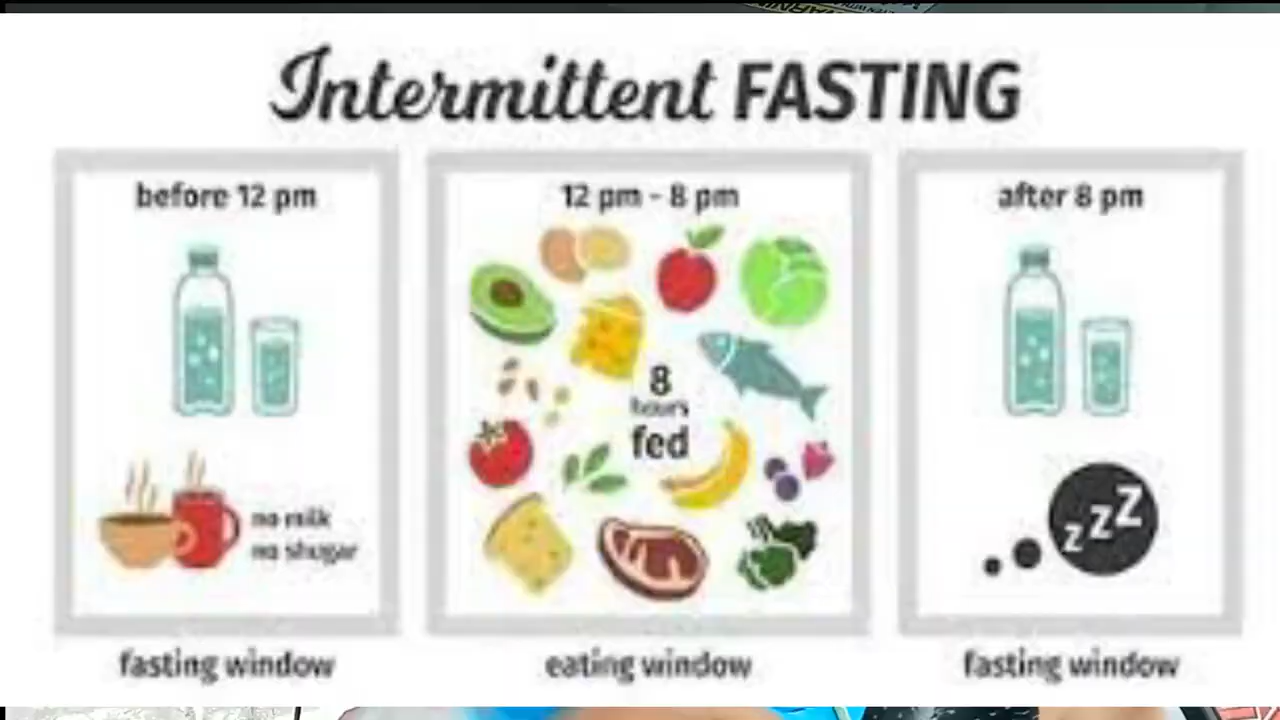 Intermittent FASTING
before 12 pm
no milk
no shugar
fasting window
12 pm - 8 pm
8
hours
fed
eating window
after 8 pm
zzZ
fasting window